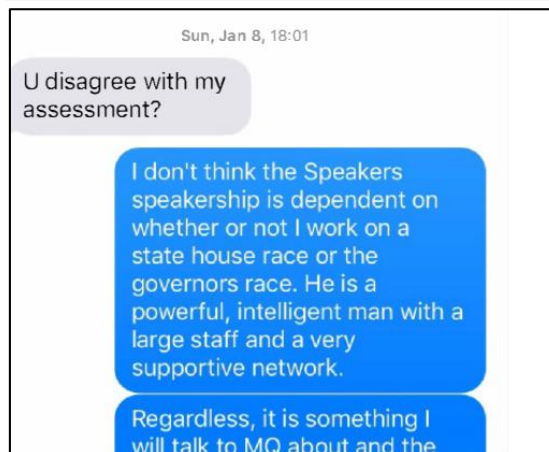 Sun, Jan 8, 18:01
U disagree with my
assessment?
I don't think the Speakers
speakership is dependent on
whether or not I work on a
state house race or the
governors race. He is a
powerful, intelligent man with a
large staff and a very
supportive network.
Regardless, it is something I
will talk to MQ about and the